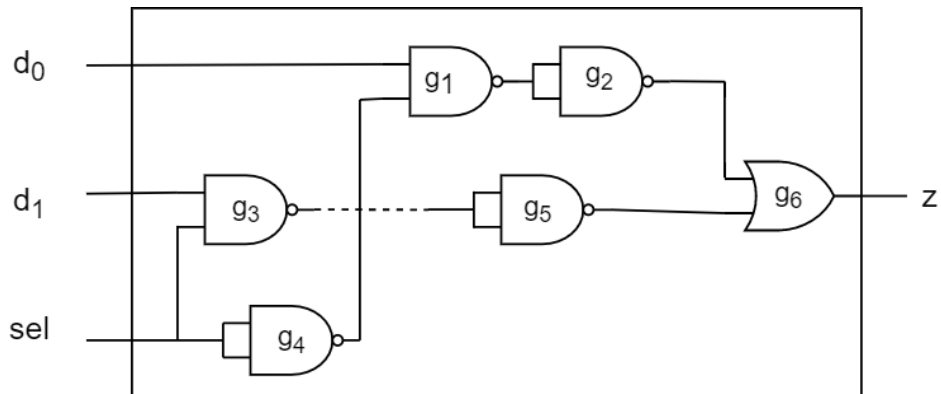 d₀
g₁
g₂
d₁
g₃
g₅
g₆
z
sel
g₄